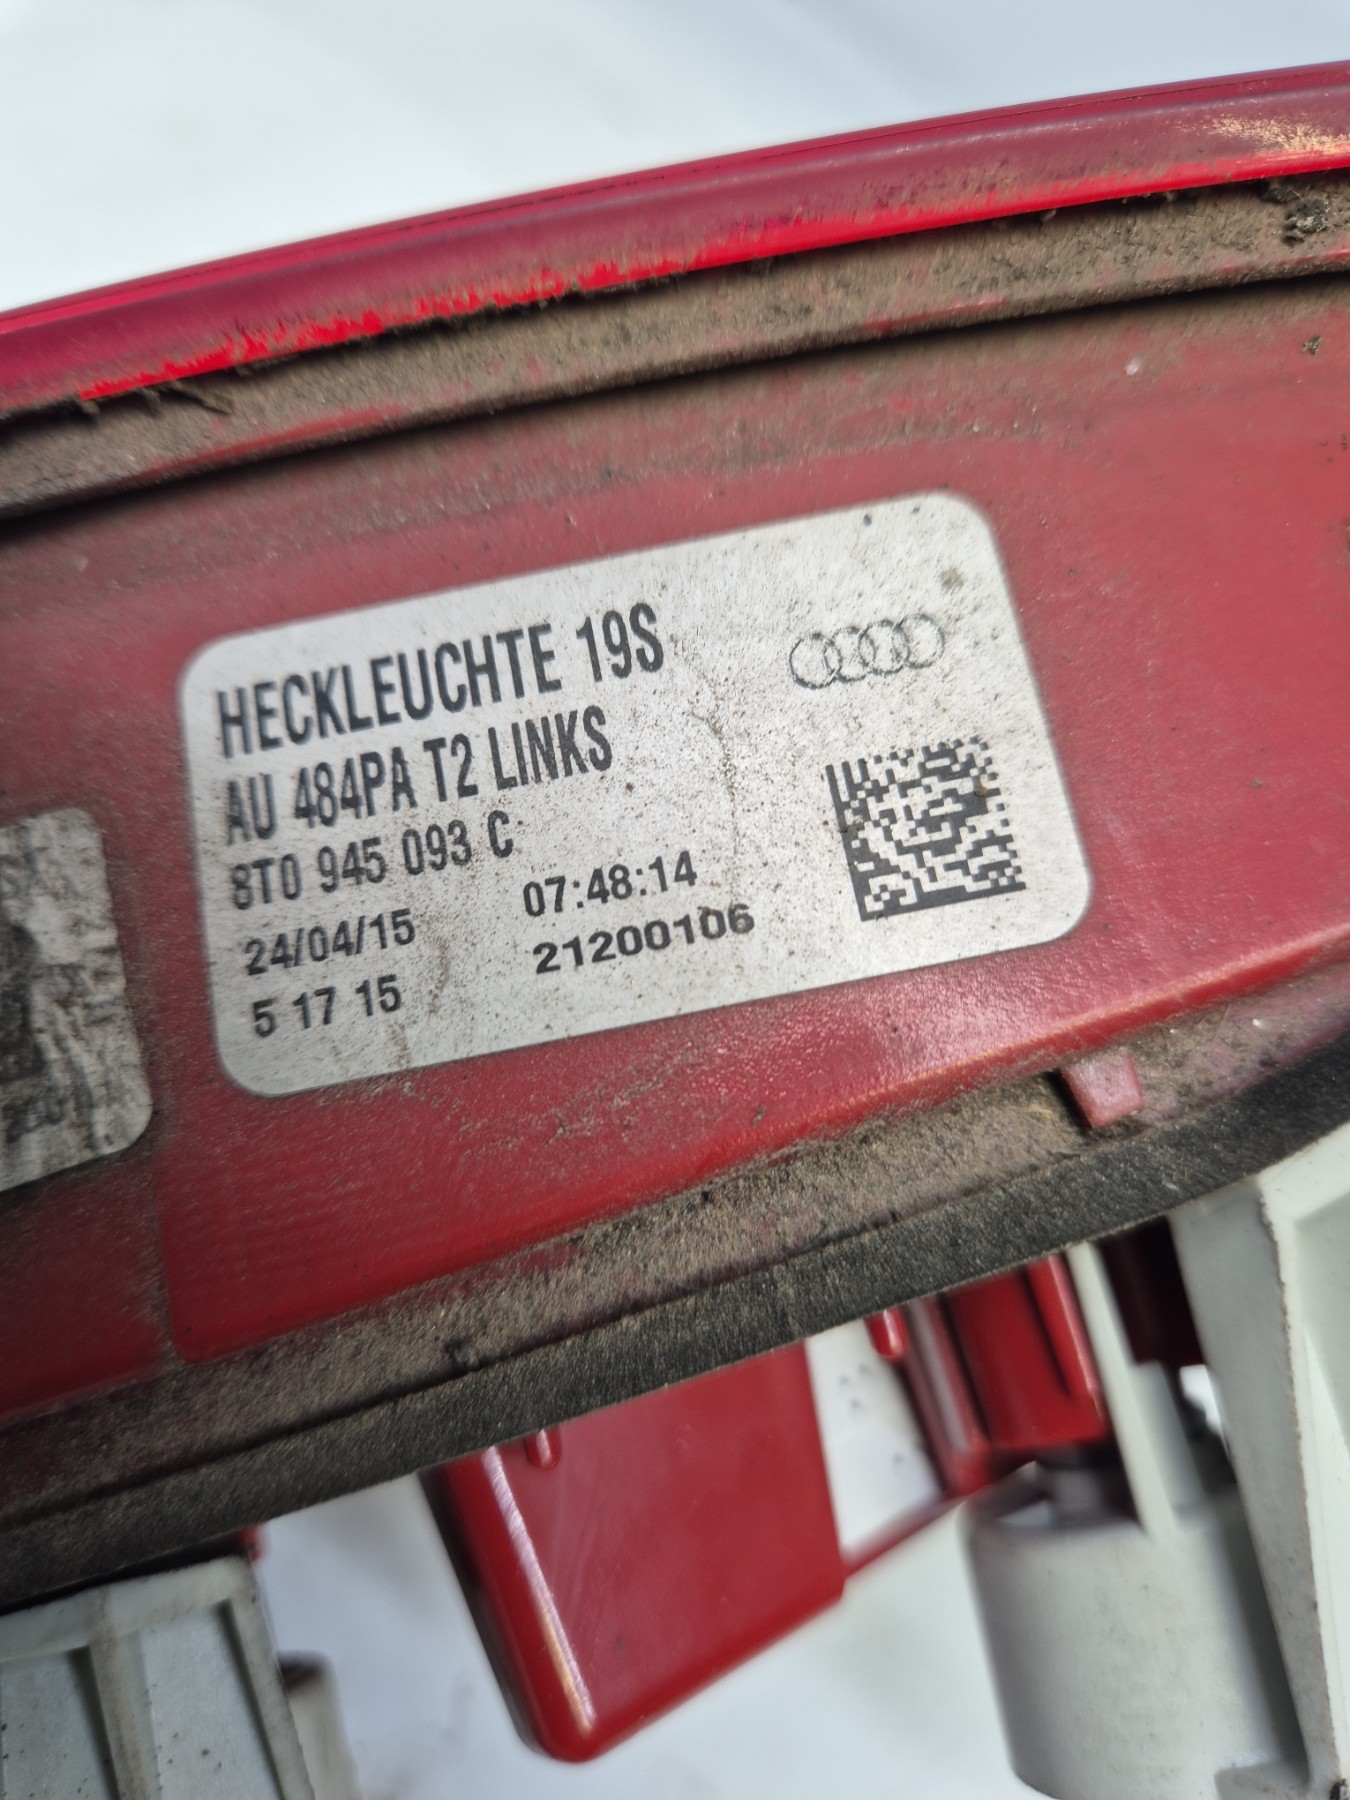 HECKLEUCHTE 19S
AU 484PA T2 LINKS
8T0 945 093 C
24/04/15 07:48:14
5 17 15 21200106